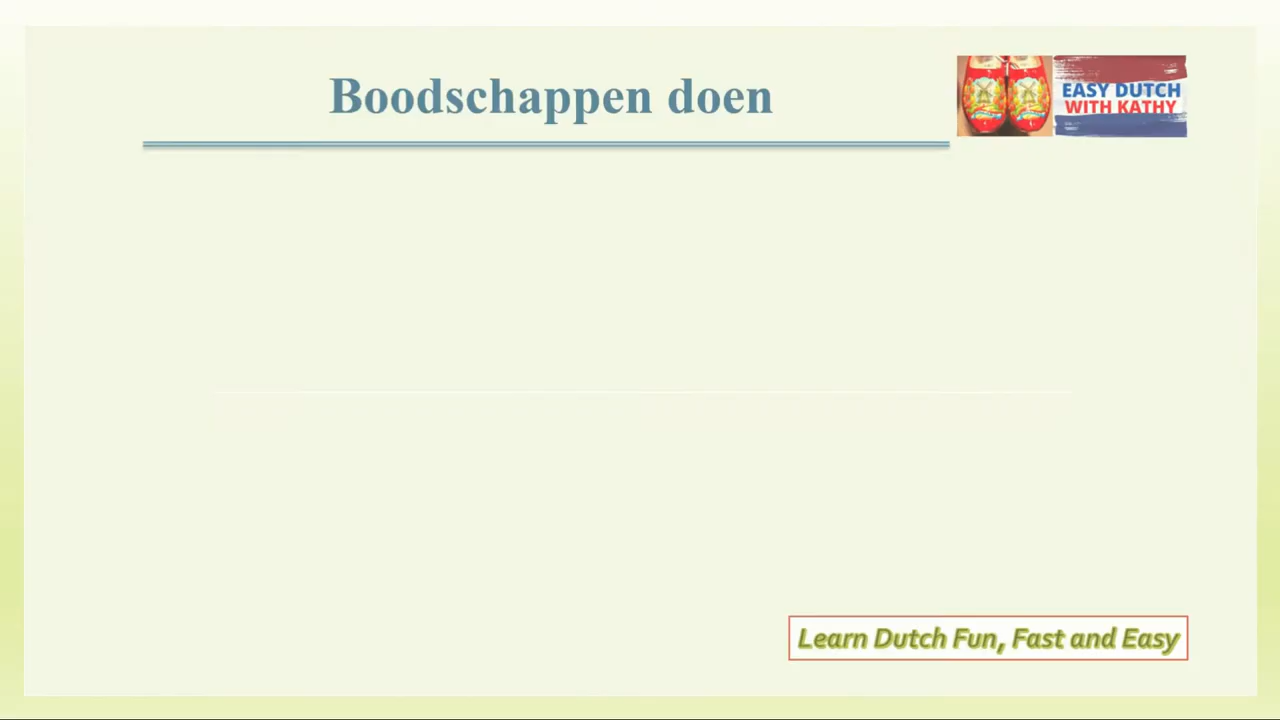 Boodschappen doen
EASY DUTCH
WITH KATHY
Learn Dutch Fun, Fast and Easy